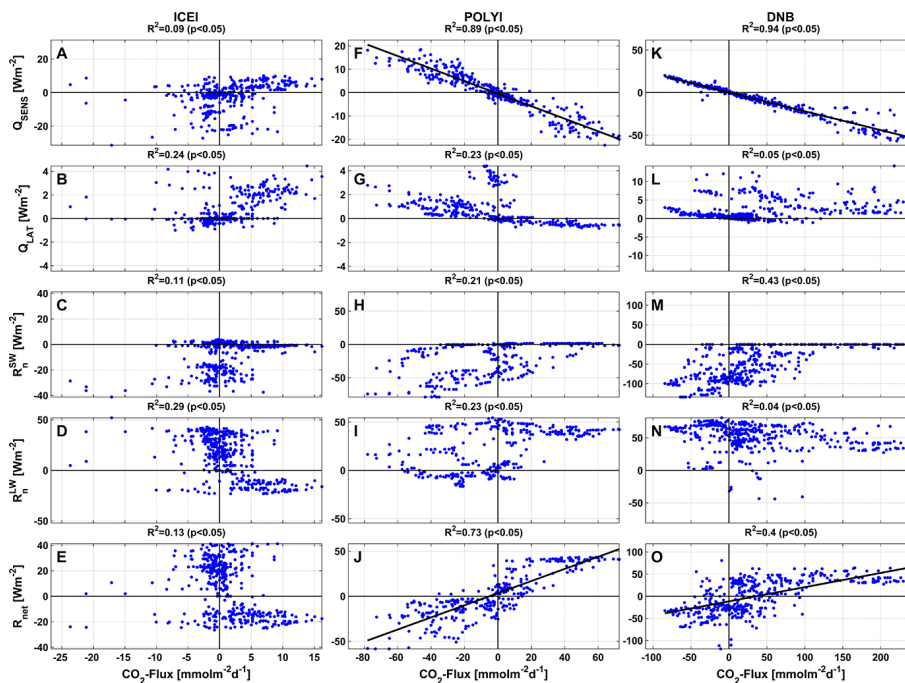 ICEI POLYI DNB
R²=0.09 (p<0.05) R²=0.89 (p<0.05) R²=0.94 (p<0.05)
A F K
Q_SENS [Wm⁻²]
20 0 -20
20 10 0 -10 -20
50 0 -50
R²=0.24 (p<0.05) R²=0.23 (p<0.05) R²=0.05 (p<0.05)
B G L
Q_LAT [Wm⁻²]
4 2 0 -2 -4
4 2 0 -2 -4
10 5 0 -5 -10
R²=0.11 (p<0.05) R²=0.21 (p<0.05) R²=0.43 (p<0.05)
C H M
R_n^SW [Wm⁻²]
40 20 0 -20 -40
50 0 -50
100 50 0 -50 -100
R²=0.29 (p<0.05) R²=0.23 (p<0.05) R²=0.04 (p<0.05)
D I N
R_n^LW [Wm⁻²]
50 0 -50
50 0 -50
50 0 -50
R²=0.13 (p<0.05) R²=0.73 (p<0.05) R²=0.4 (p<0.05)
E J O
R_net [Wm⁻²]
40 20 0 -20 -40
50 0 -50
100 50 0 -50 -100
-25 -20 -15 -10 -5 0 5 10 15 -80 -60 -40 -20 0 20 40 60 -100 -50 0 50 100 150 200
CO₂-Flux [mmolm⁻²d⁻¹] CO₂-Flux [mmolm⁻²d⁻¹] CO₂-Flux [mmolm⁻²d⁻¹]